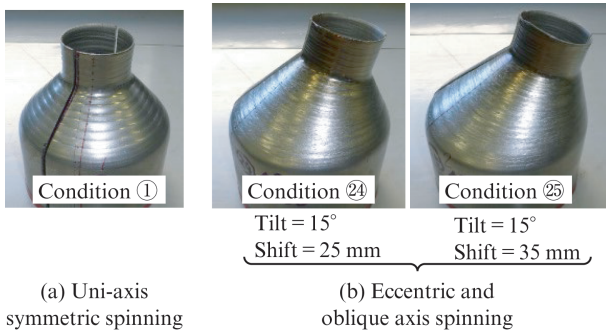 Condition ①
Condition ㉔
Condition ㉕
Tilt = 15°
Shift = 25 mm
Tilt = 15°
Shift = 35 mm
(a) Uni-axis
symmetric spinning
(b) Eccentric and
oblique axis spinning